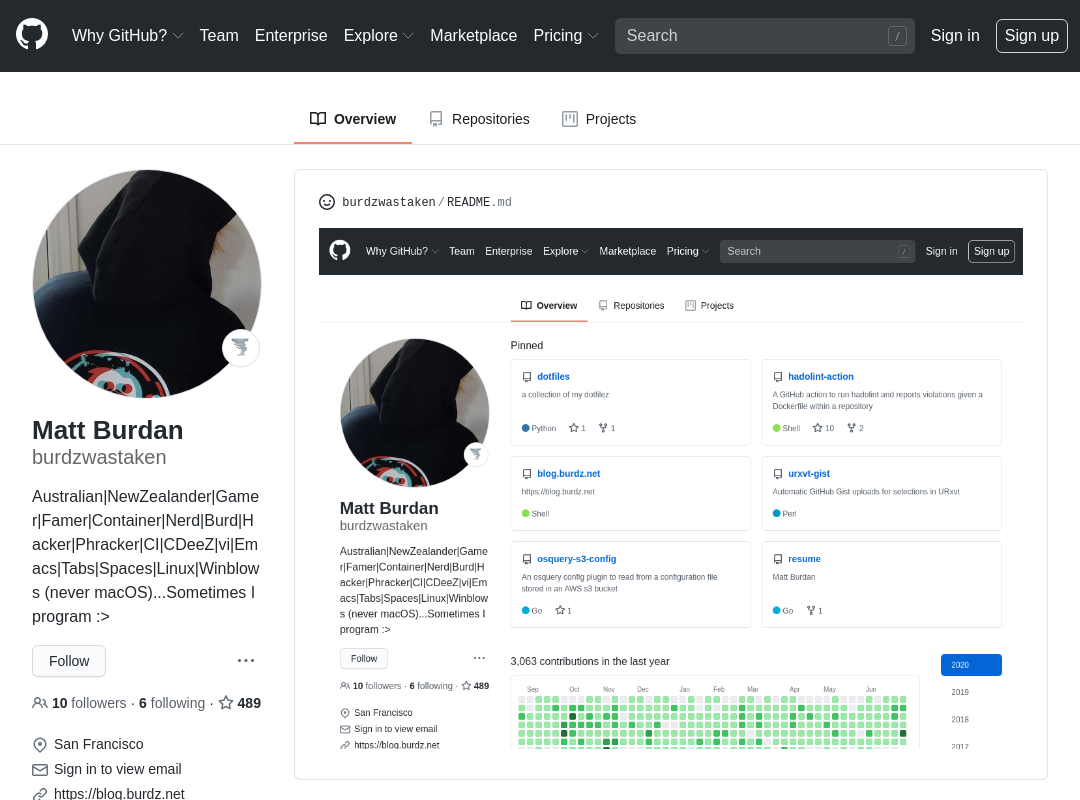 Why GitHub? Team Enterprise Explore Marketplace Pricing Search / Sign in Sign up
Overview Repositories Projects
Matt Burdan
burdzwastaken
Australian|NewZealander|Game
r|Famer|Container|Nerd|Burd|H
acker|Phracker|CI|CDeeZ|vi|Em
acs|Tabs|Spaces|Linux|Winblow
s (never macOS)...Sometimes I
program :>
Follow
10 followers · 6 following · 489
San Francisco
Sign in to view email
https://blog.burdz.net
burdzwastaken/README.md
Why GitHub? Team Enterprise Explore Marketplace Pricing Search / Sign in Sign up
Overview Repositories Projects
Matt Burdan
burdzwastaken
Australian|NewZealander|Game
r|Famer|Container|Nerd|Burd|H
acker|Phracker|CI|CDeeZ|vi|Em
acs|Tabs|Spaces|Linux|Winblow
s (never macOS)...Sometimes I
program :>
Follow
10 followers · 6 following · 489
San Francisco
Sign in to view email
https://blog.burdz.net
Pinned
dotfiles
a collection of my dotfilez
Python 1 1
hadolint-action
A GitHub action to run hadolint and reports violations given a
Dockerfile within a repository
Shell 10 2
blog.burdz.net
https://blog.burdz.net
Shell
urxvt-gist
Automatic GitHub Gist uploads for selections in URxvt
Perl
osquery-s3-config
An osquery config plugin to read from a configuration file
stored in an AWS s3 bucket
Go 1
resume
Matt Burdan
Go 1
3,063 contributions in the last year
Sep Oct Nov Dec Jan Feb Mar Apr May Jun
2020
2019
2018
2017